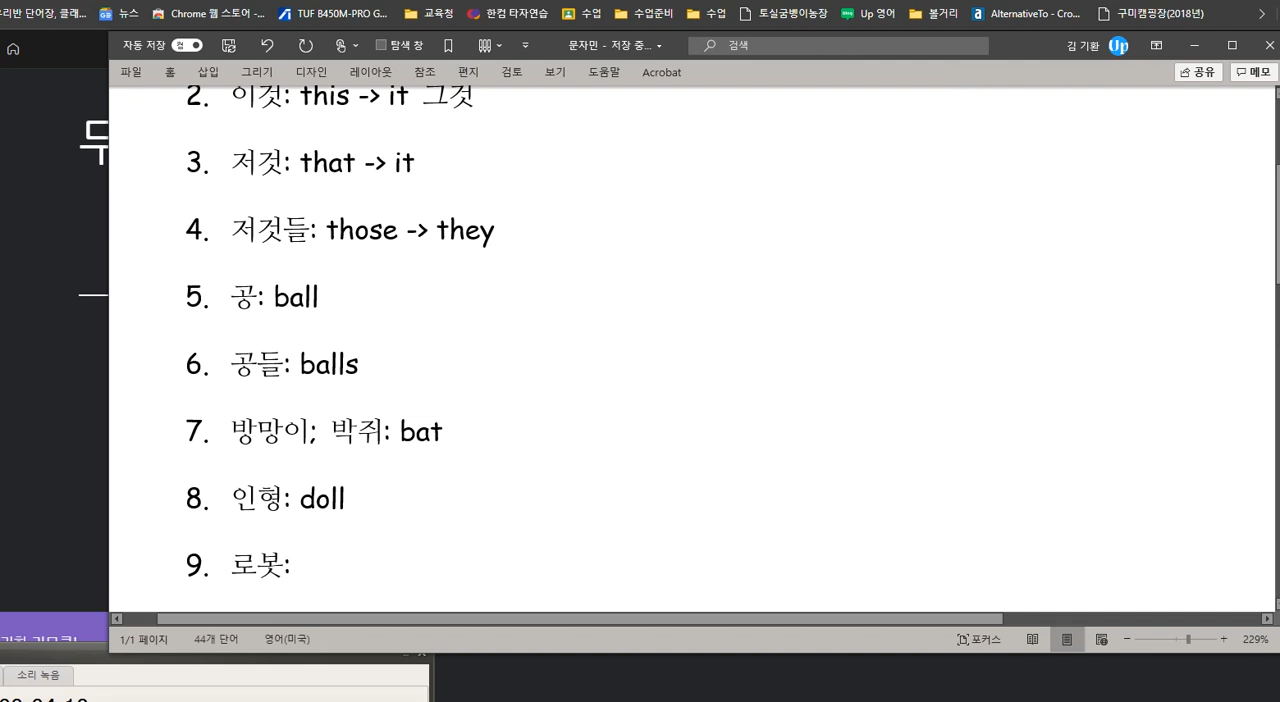 우리반 단어장, 클래... 뉴스 Chrome 웹 스토어 -... TUF B450M-PRO G... 교육청 한컴 타자연습 수업 수업준비 수업 토실굼벵이농장 Up 영어 볼거리 AlternativeTo - Cro... 구미캠핑장(2018년)
자동 저장 문자민 - 저장 중... 검색 김 기환 Up
탐색 창
파일 홈 삽입 그리기 디자인 레이아웃 참조 편지 검토 보기 도움말 Acrobat 공유 메모
2. 이것: this -> it 그것
3. 저것: that -> it
4. 저것들: those -> they
5. 공: ball
6. 공들: balls
7. 방망이; 박쥐: bat
8. 인형: doll
9. 로봇:
1/1 페이지 44개 단어 영어(미국) 포커스 229%
소리 녹음